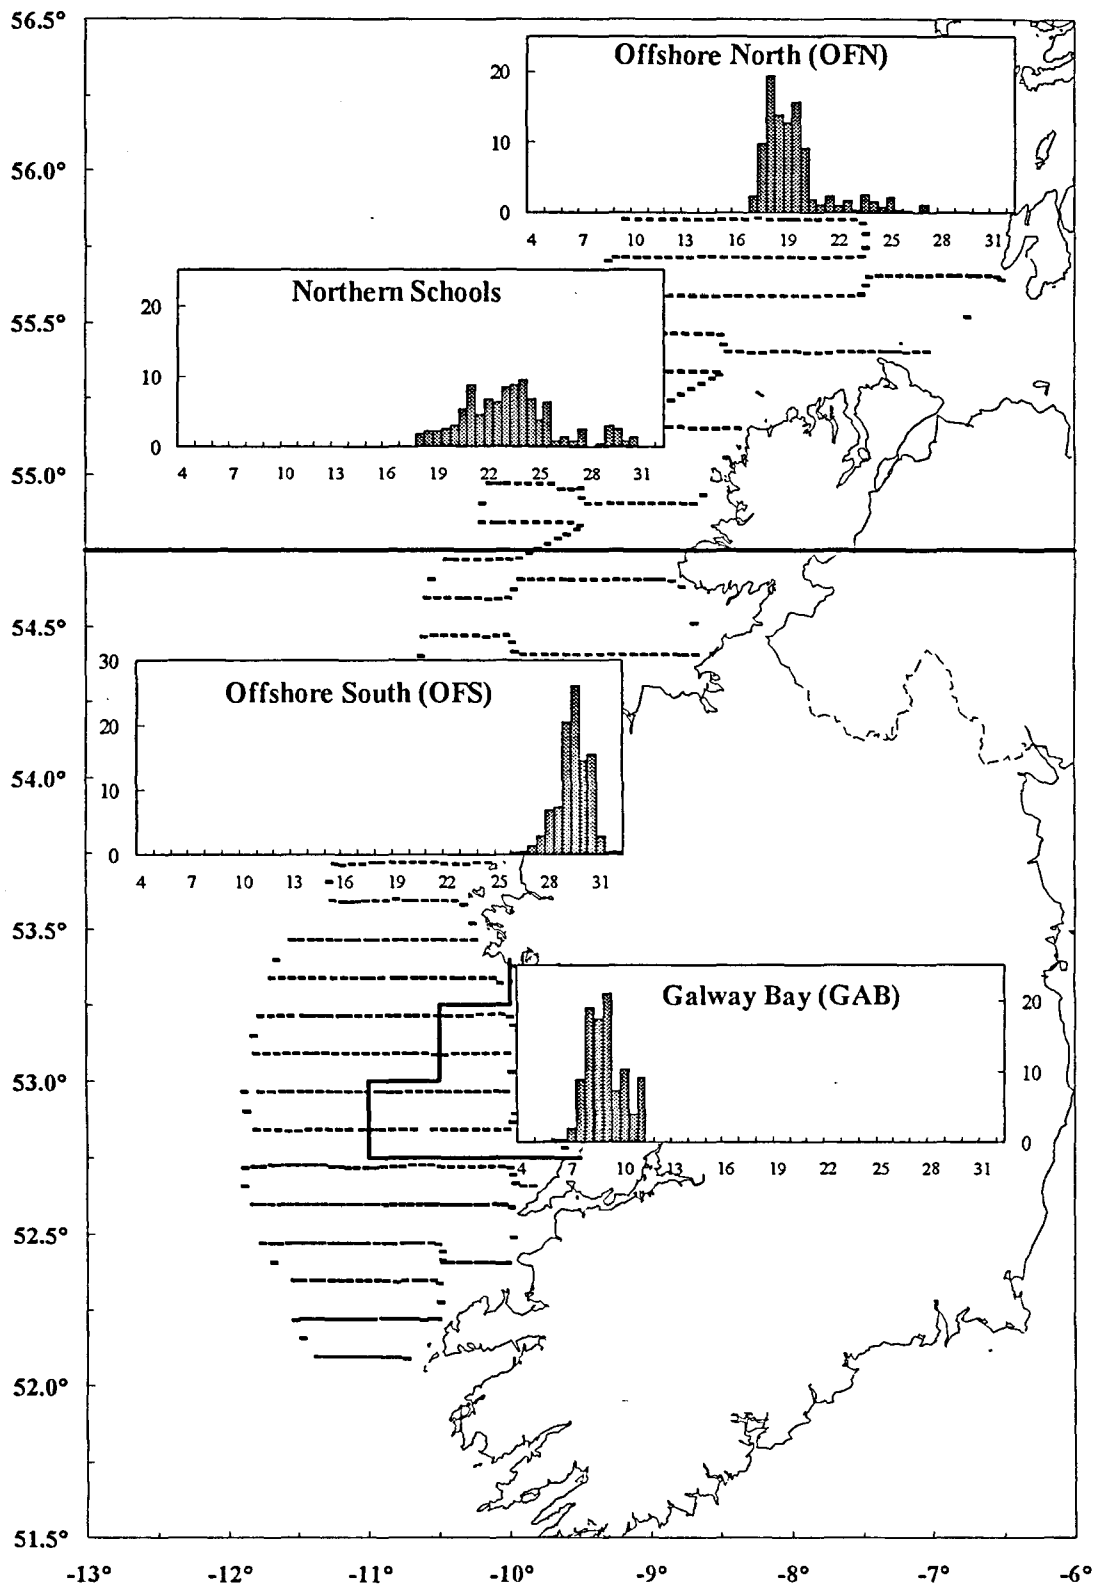 56.5°
Offshore North (OFN)
20
10
0
4 7 10 13 16 19 22 25 28 31
56.0°
Northern Schools
20
10
0
4 7 10 13 16 19 22 25 28 31
55.5°
55.0°
54.5°
30
Offshore South (OFS)
20
10
0
4 7 10 13 16 19 22 25 28 31
54.0°
53.5°
Galway Bay (GAB)
20
10
0
4 7 10 13 16 19 22 25 28 31
53.0°
52.5°
52.0°
51.5°
-13° -12° -11° -10° -9° -8° -7° -6°